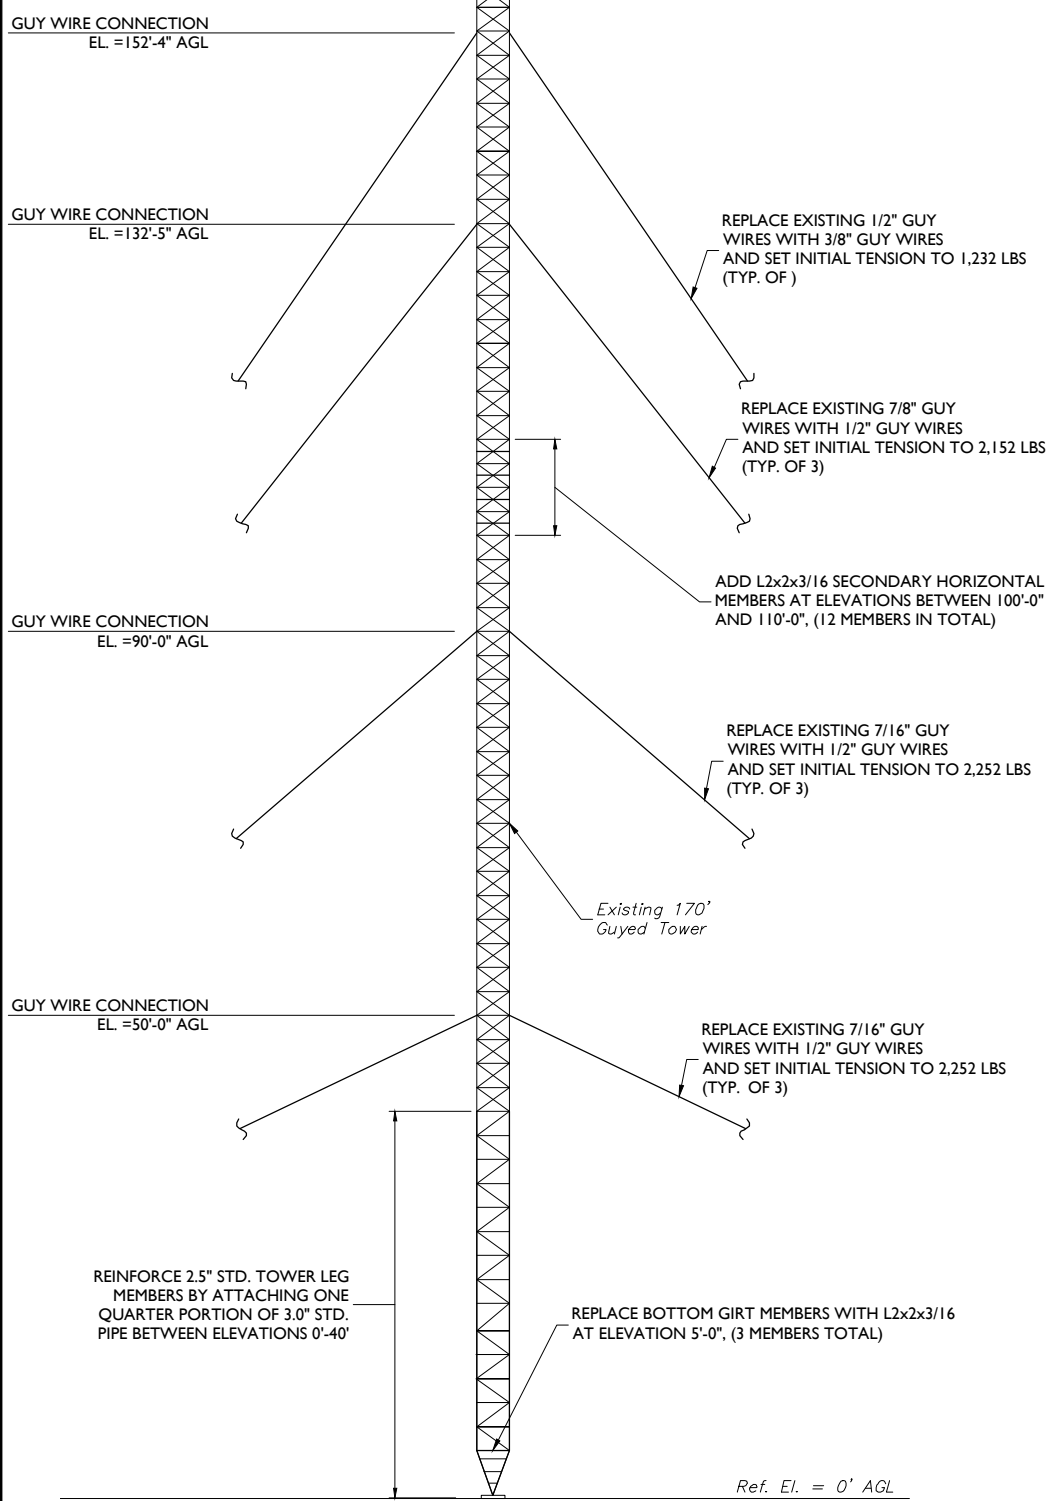 GUY WIRE CONNECTION
EL. =152'-4" AGL
GUY WIRE CONNECTION
EL. =132'-5" AGL
REPLACE EXISTING 1/2" GUY
WIRES WITH 3/8" GUY WIRES
AND SET INITIAL TENSION TO 1,232 LBS
(TYP. OF )
REPLACE EXISTING 7/8" GUY
WIRES WITH 1/2" GUY WIRES
AND SET INITIAL TENSION TO 2,152 LBS
(TYP. OF 3)
ADD L2x2x3/16 SECONDARY HORIZONTAL
MEMBERS AT ELEVATIONS BETWEEN 100'-0"
AND 110'-0", (12 MEMBERS IN TOTAL)
GUY WIRE CONNECTION
EL. =90'-0" AGL
REPLACE EXISTING 7/16" GUY
WIRES WITH 1/2" GUY WIRES
AND SET INITIAL TENSION TO 2,252 LBS
(TYP. OF 3)
Existing 170'
Guyed Tower
GUY WIRE CONNECTION
EL. =50'-0" AGL
REPLACE EXISTING 7/16" GUY
WIRES WITH 1/2" GUY WIRES
AND SET INITIAL TENSION TO 2,252 LBS
(TYP. OF 3)
REINFORCE 2.5" STD. TOWER LEG
MEMBERS BY ATTACHING ONE
QUARTER PORTION OF 3.0" STD.
PIPE BETWEEN ELEVATIONS 0'-40'
REPLACE BOTTOM GIRT MEMBERS WITH L2x2x3/16
AT ELEVATION 5'-0", (3 MEMBERS TOTAL)
Ref. El. = 0' AGL